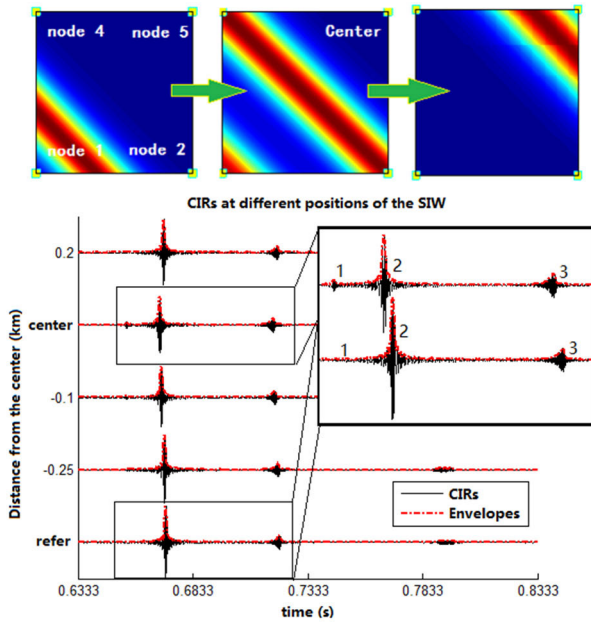 node 4 node 5
Center
node 1 node 2
CIRs at different positions of the SIW
Distance from the center (km)
0.2
center
-0.1
-0.25
refer
1 2 3
1 2 3
CIRs
Envelopes
0.6333 0.6833 0.7333 0.7833 0.8333
time (s)